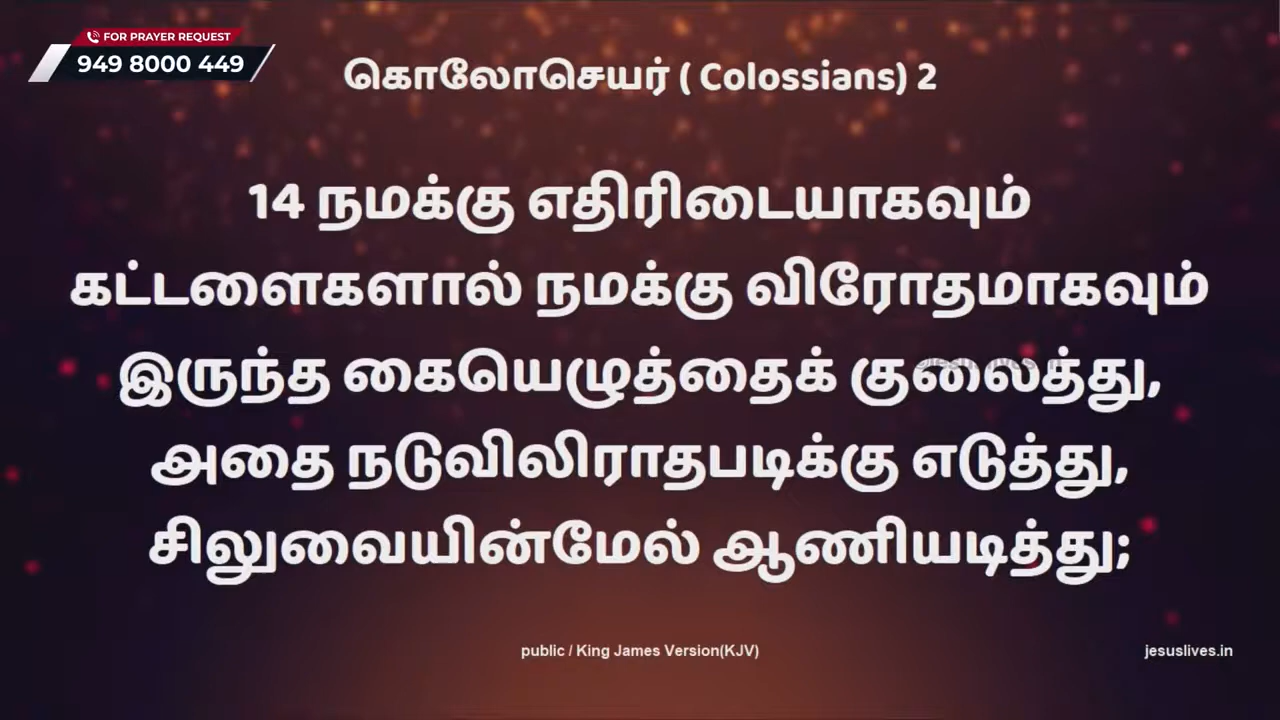 FOR PRAYER REQUEST
949 8000 449
கொலோசெயர் ( Colossians) 2
14 நமக்கு எதிரிடையாகவும்
கட்டளைகளால் நமக்கு விரோதமாகவும்
இருந்த கையெழுத்தைக் குலைத்து,
அதை நடுவிலிராதபடிக்கு எடுத்து,
சிலுவையின்மேல் ஆணியடித்து;
public / King James Version(KJV)
jesuslives.in